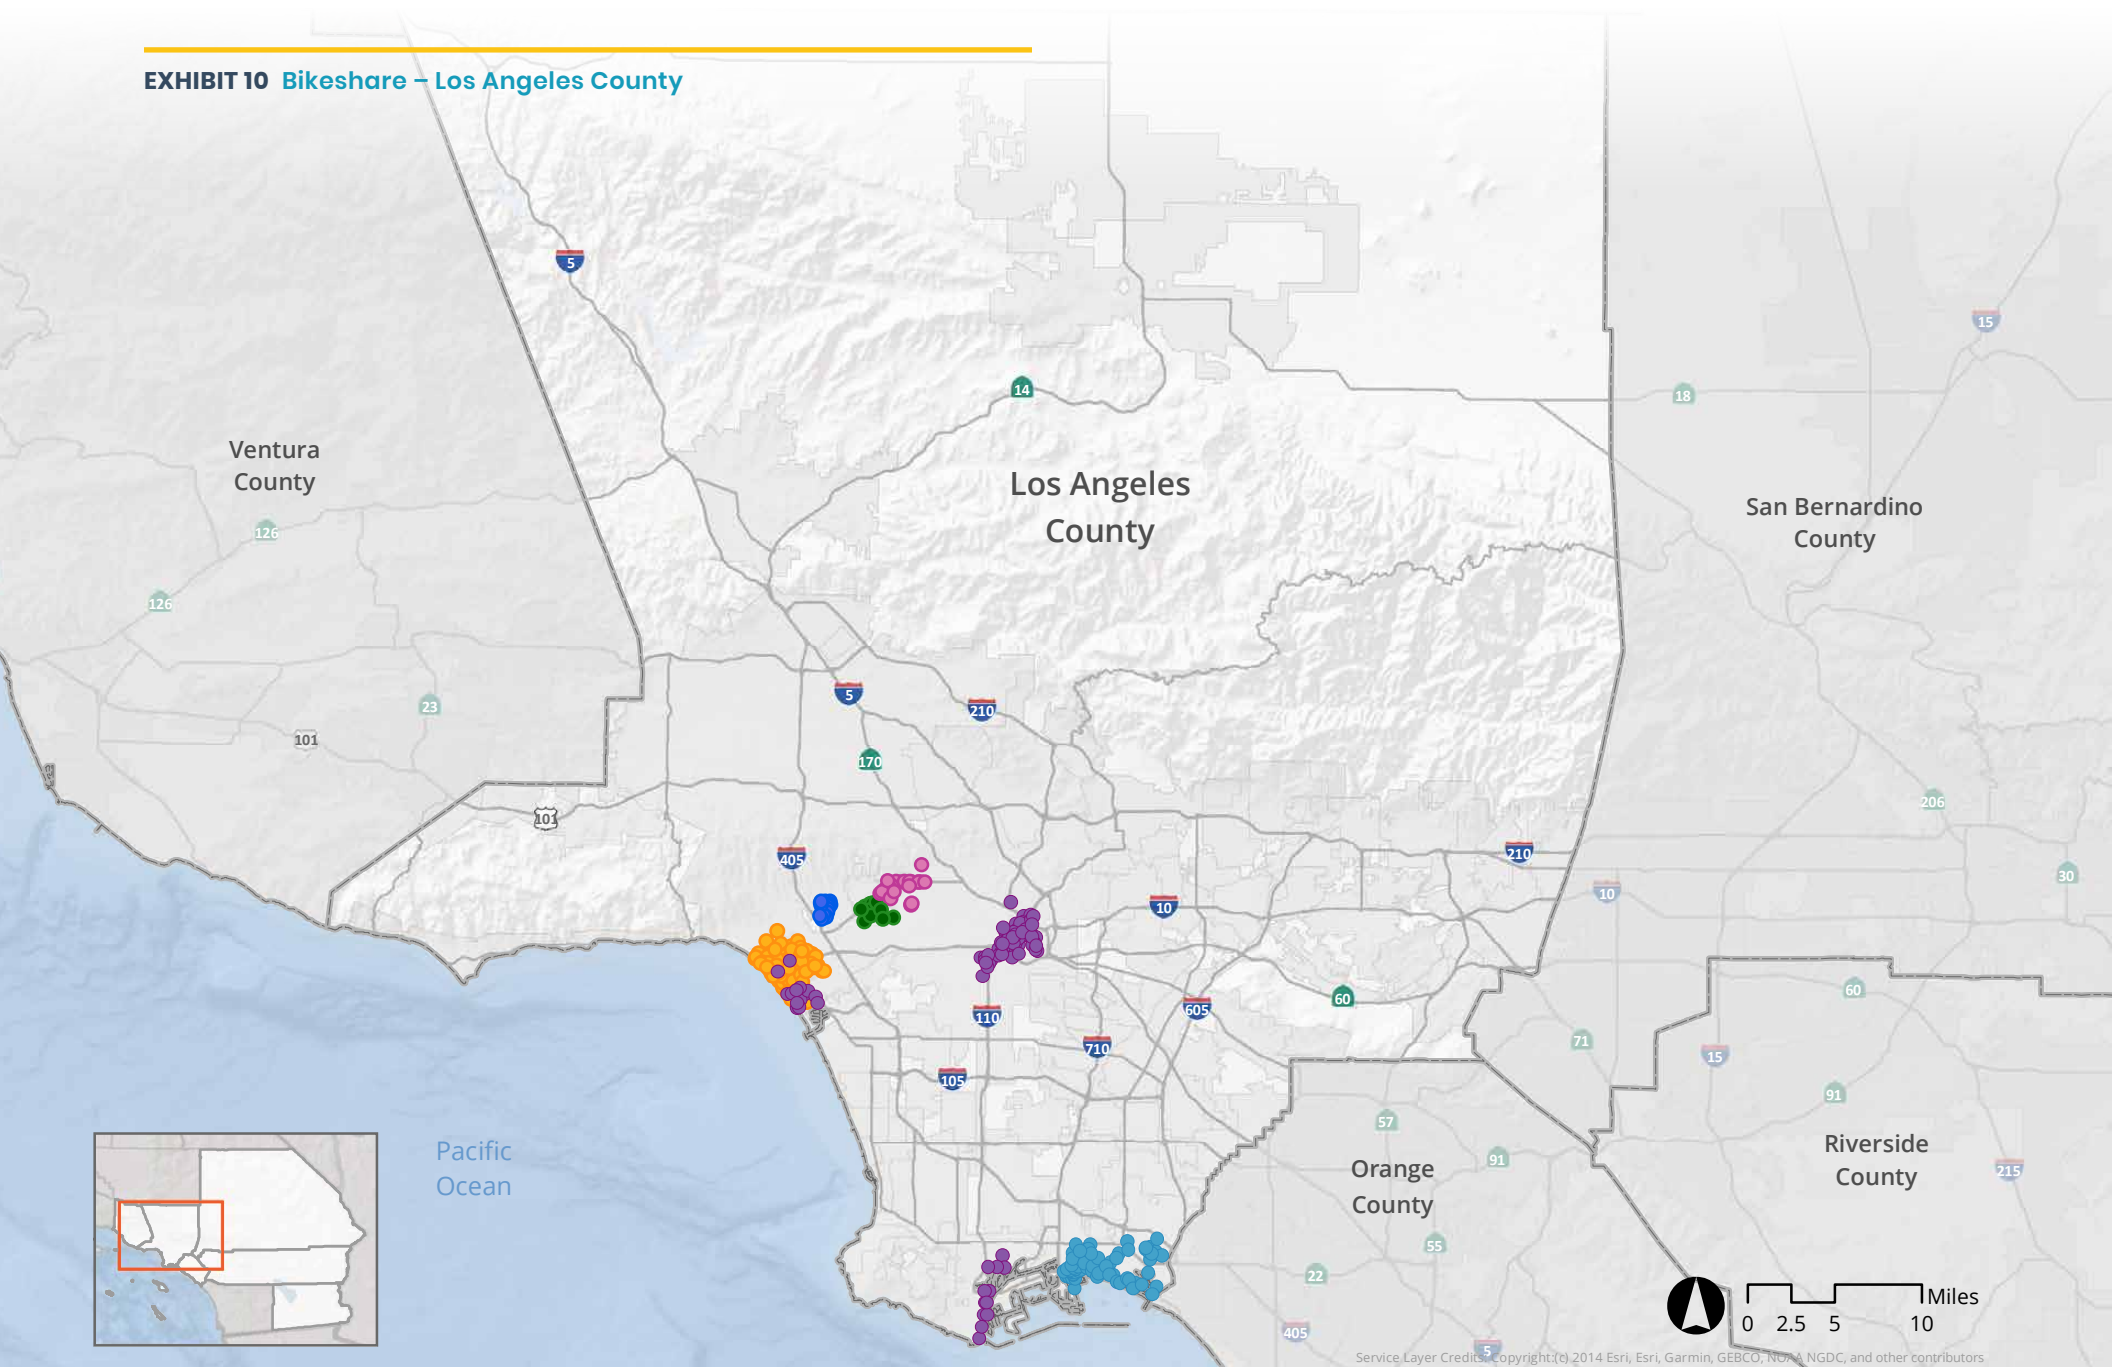 EXHIBIT 10 Bikeshare – Los Angeles County
5
15
14
18
Ventura
County
Los Angeles
County
San Bernardino
County
126
126
5
210
23
101
170
206
101
405
210
30
10
10
60
60
110
605
71
710
15
105
91
57
Pacific
Ocean
Riverside
County
91
215
Orange
County
55
22
Miles
0 2.5 5 10
405
5
Service Layer Credits: Copyright:(c) 2014 Esri, Esri, Garmin, GEBCO, NOAA NGDC, and other contributors